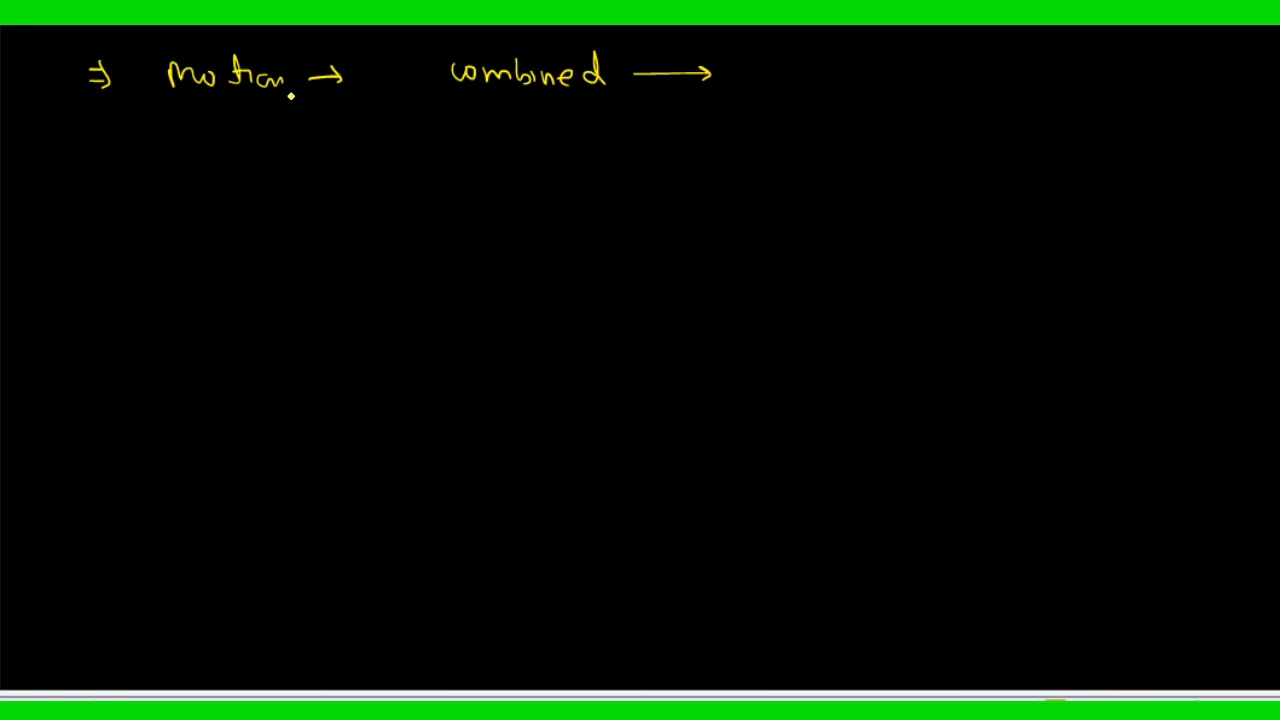 ⇒ Motion → combined →